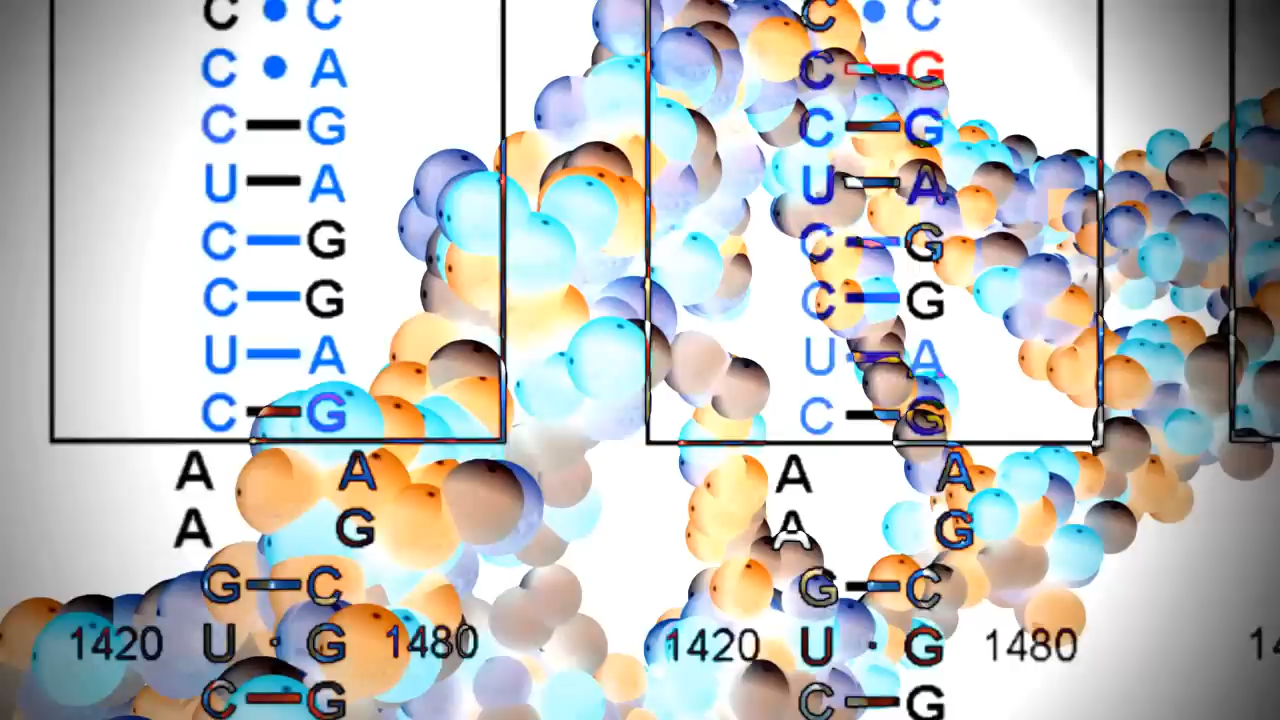 C • C C • C
C • A C — G
C — G C — G
U — A U — A
C — G C — G
C — G C — G
U — A U — A
C — G C — G
A A A A
A G A G
G — C G — C
1420 U · G 1480 1420 U · G 1480
C — G C — G